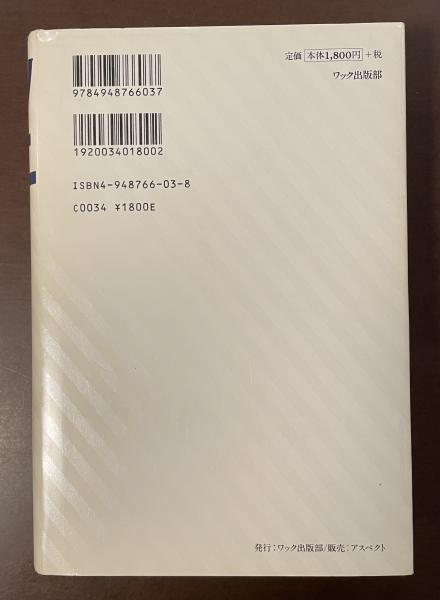 9784948766037
1920034018002
ISBN4-948766-03-8
C0034 ¥1800E
定価 本体1,800円 +税
ワック出版部
発行:ワック出版部/販売:アスペクト